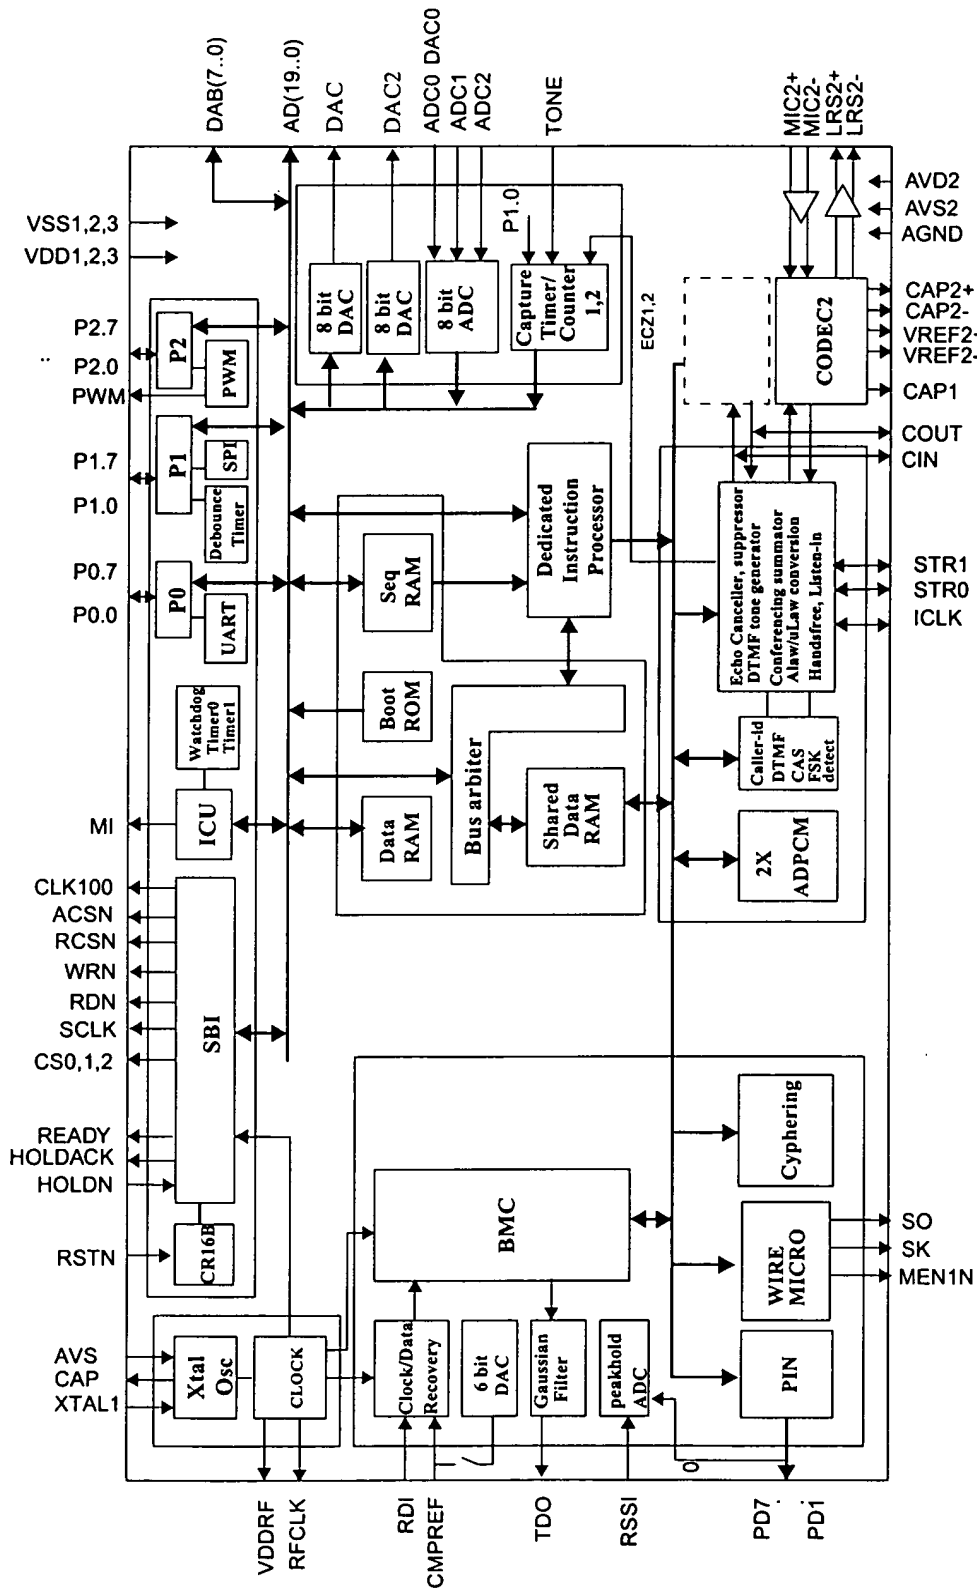 DAB(7..0)
AD(19..0)
DAC
DAC2
ADC0 DAC0
ADC1
ADC2
TONE
MIC2+
MIC2-
LRS2+
LRS2-
VSS1,2,3
VDD1,2,3
P2.7
P2.0
PWM
P1.7
P1.0
P0.7
P0.0
MI
CLK100
ACSN
RCSN
WRN
RDN
SCLK
CS0,1,2
READY
HOLDACK
HOLDN
RSTN
AVS
CAP
XTAL1
P2
PWM
P1
SPI
Debounce
Timer
P0
UART
Watchdog
Timer0
Timer1
ICU
SBI
CR16B
Xtal
Osc
CLOCK
8 bit
DAC
8 bit
DAC
8 bit
ADC
Capture
Timer/
Counter
1,2
P1.0
ECZ1,2
Dedicated
Instruction
Processor
Seq
RAM
Boot
ROM
Data
RAM
Bus arbiter
Shared
Data
RAM
CODEC2
Echo Canceller, suppressor
DTMF tone generator
Conferencing summator
Alaw/uLaw conversion
Handsfree, Listen-in
Caller-id
DTMF
CAS
FSK
detect
2X
ADPCM
BMC
Clock/Data
Recovery
6 bit
DAC
Gaussian
Filter
peakhold
ADC
Cyphering
WIRE
MICRO
PIN
0
AVD2
AVS2
AGND
CAP2+
CAP2-
VREF2-
VREF2-
CAP1
COUT
CIN
STR1
STR0
ICLK
SO
SK
MEN1N
VDDRF
RFCLK
RDI
CMPREF
TDO
RSSI
PD7
PD1